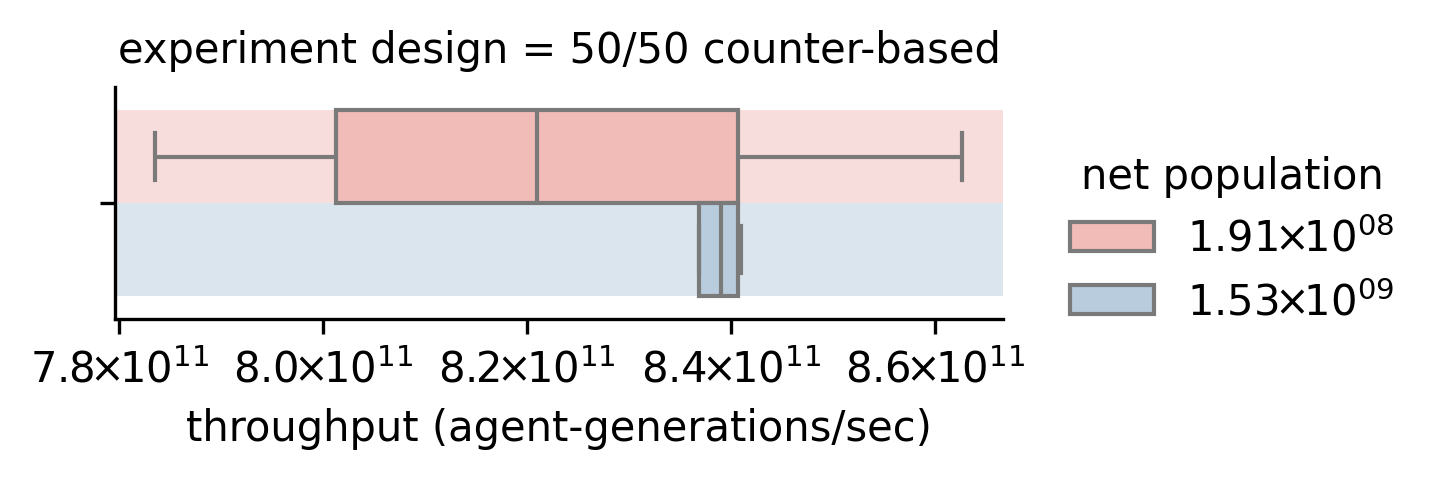 experiment design = 50/50 counter-based
net population
1.91×10⁰⁸
1.53×10⁰⁹
7.8×10¹¹ 8.0×10¹¹ 8.2×10¹¹ 8.4×10¹¹ 8.6×10¹¹
throughput (agent-generations/sec)